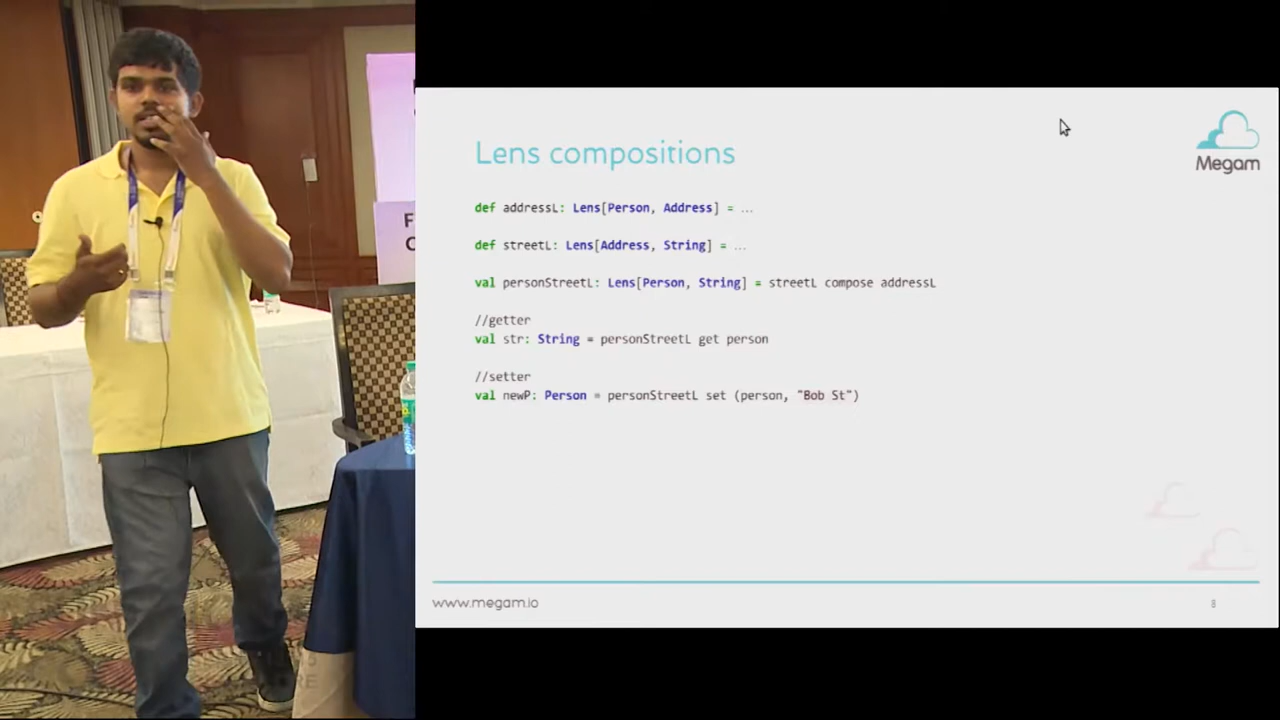 Lens compositions
Megam
def addressL: Lens[Person, Address] = ...
def streetL: Lens[Address, String] = ...
val personStreetL: Lens[Person, String] = streetL compose addressL
//getter
val str: String = personStreetL get person
//setter
val newP: Person = personStreetL set (person, "Bob St")
www.megam.io
8